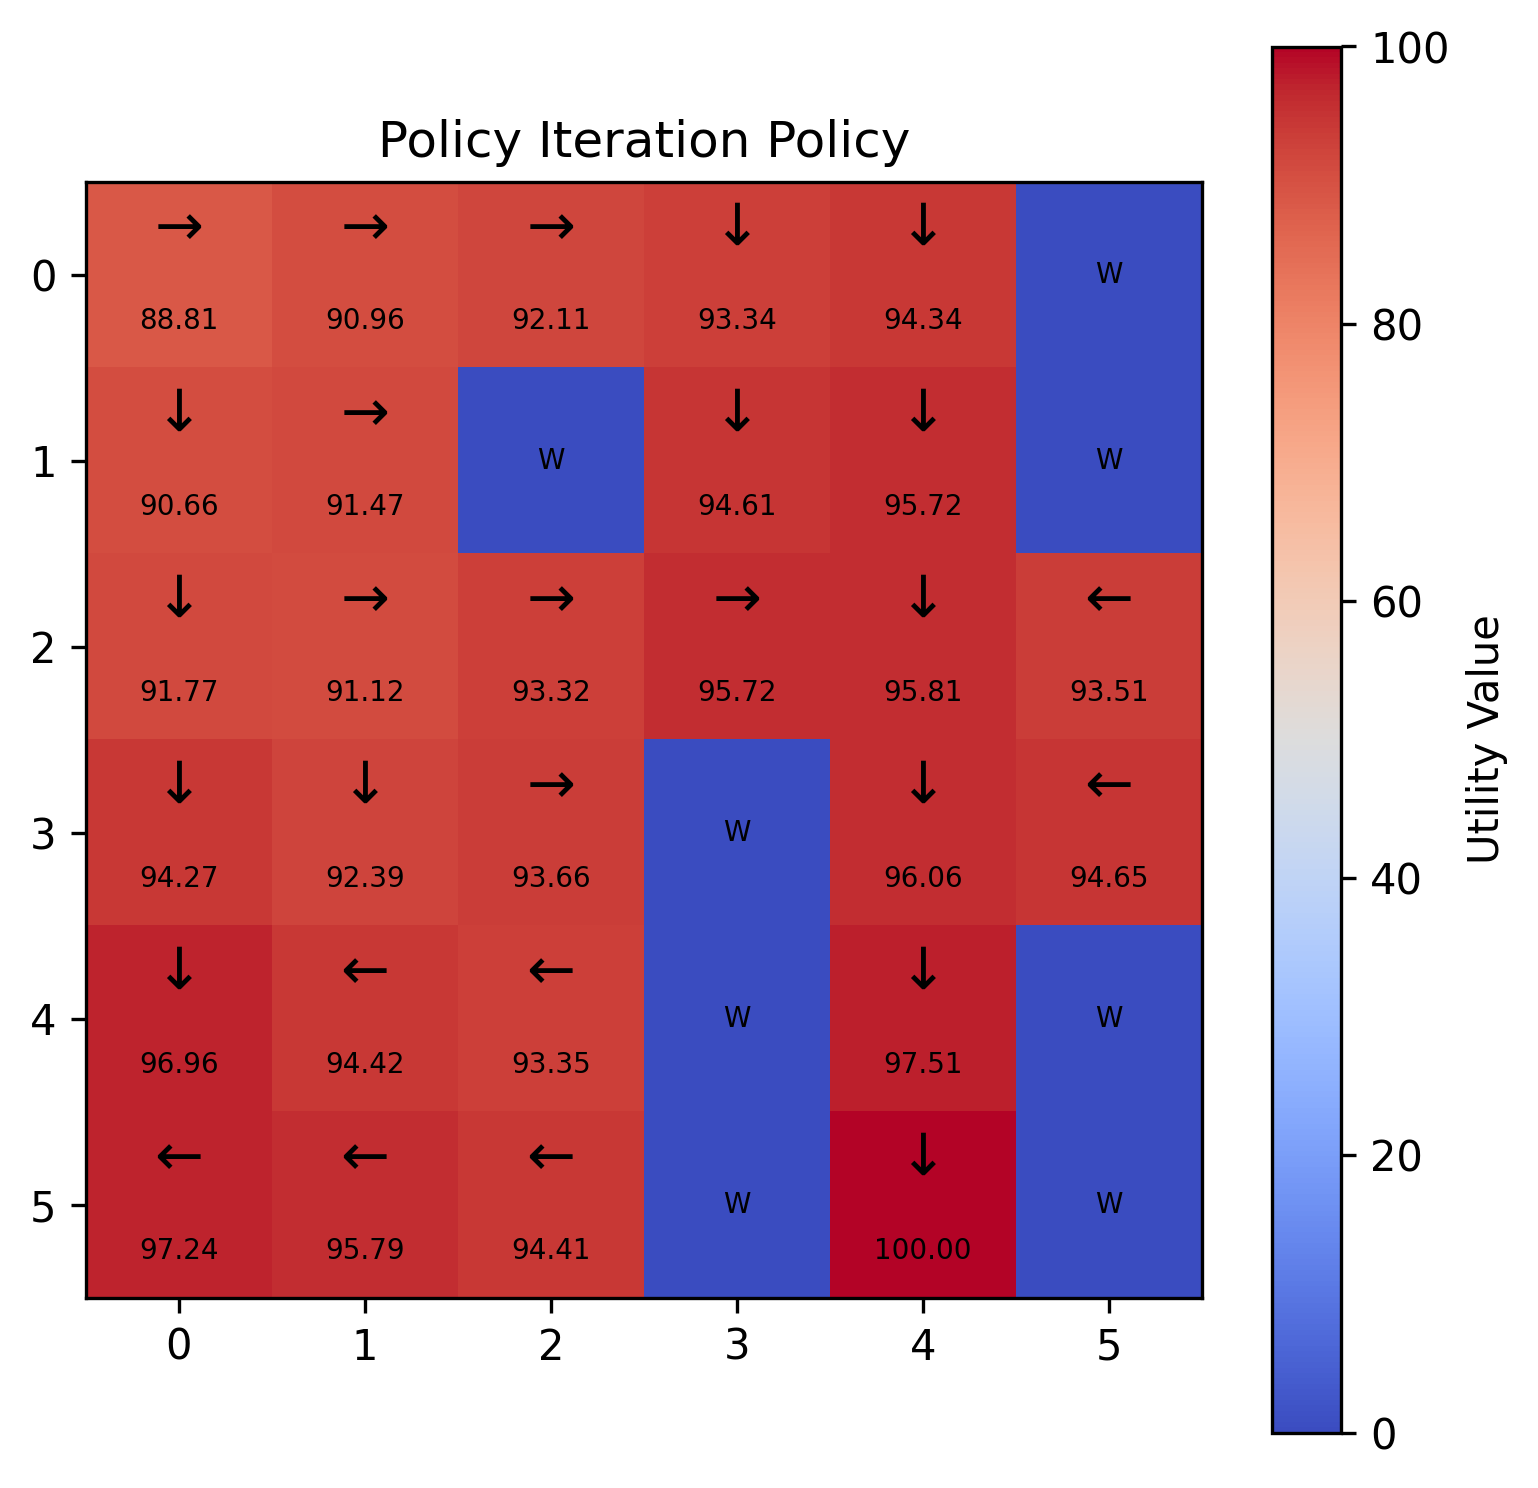 Policy Iteration Policy
→ → → ↓ ↓
0 W
88.81 90.96 92.11 93.34 94.34
↓ → ↓ ↓
1 W W
90.66 91.47 94.61 95.72
↓ → → → ↓ ←
2
91.77 91.12 93.32 95.72 95.81 93.51
↓ ↓ → ↓ ←
3 W
94.27 92.39 93.66 96.06 94.65
↓ ← ← ↓
4 W W
96.96 94.42 93.35 97.51
← ← ← ↓
5 W W
97.24 95.79 94.41 100.00
0 1 2 3 4 5
100
80
60
40
20
0
Utility Value